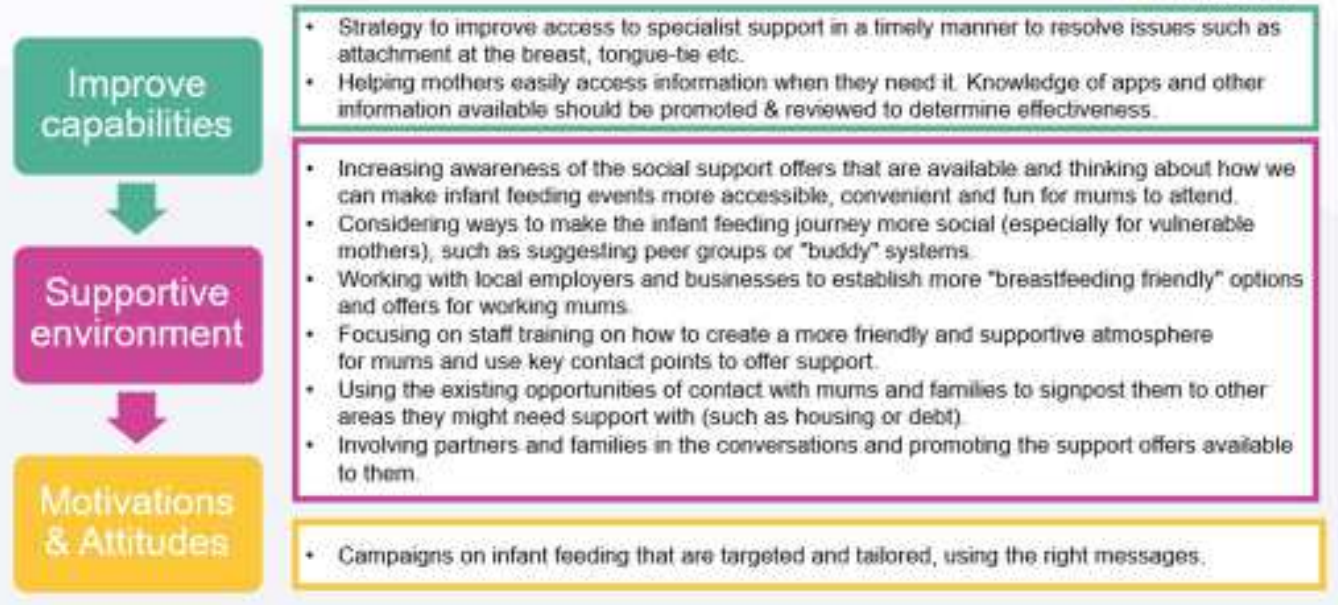 Improve
capabilities
• Strategy to improve access to specialist support in a timely manner to resolve issues such as
attachment at the breast, tongue-tie etc.
• Helping mothers easily access information when they need it. Knowledge of apps and other
information available should be promoted & reviewed to determine effectiveness.
Supportive
environment
• Increasing awareness of the social support offers that are available and thinking about how we
can make infant feeding events more accessible, convenient and fun for mums to attend.
• Considering ways to make the infant feeding journey more social (especially for vulnerable
mothers), such as suggesting peer groups or "buddy" systems.
• Working with local employers and businesses to establish more "breastfeeding friendly" options
and offers for working mums.
• Focusing on staff training on how to create a more friendly and supportive atmosphere
for mums and use key contact points to offer support.
• Using the existing opportunities of contact with mums and families to signpost them to other
areas they might need support with (such as housing or debt).
• Involving partners and families in the conversations and promoting the support offers available
to them.
Motivations
& Attitudes
• Campaigns on infant feeding that are targeted and tailored, using the right messages.